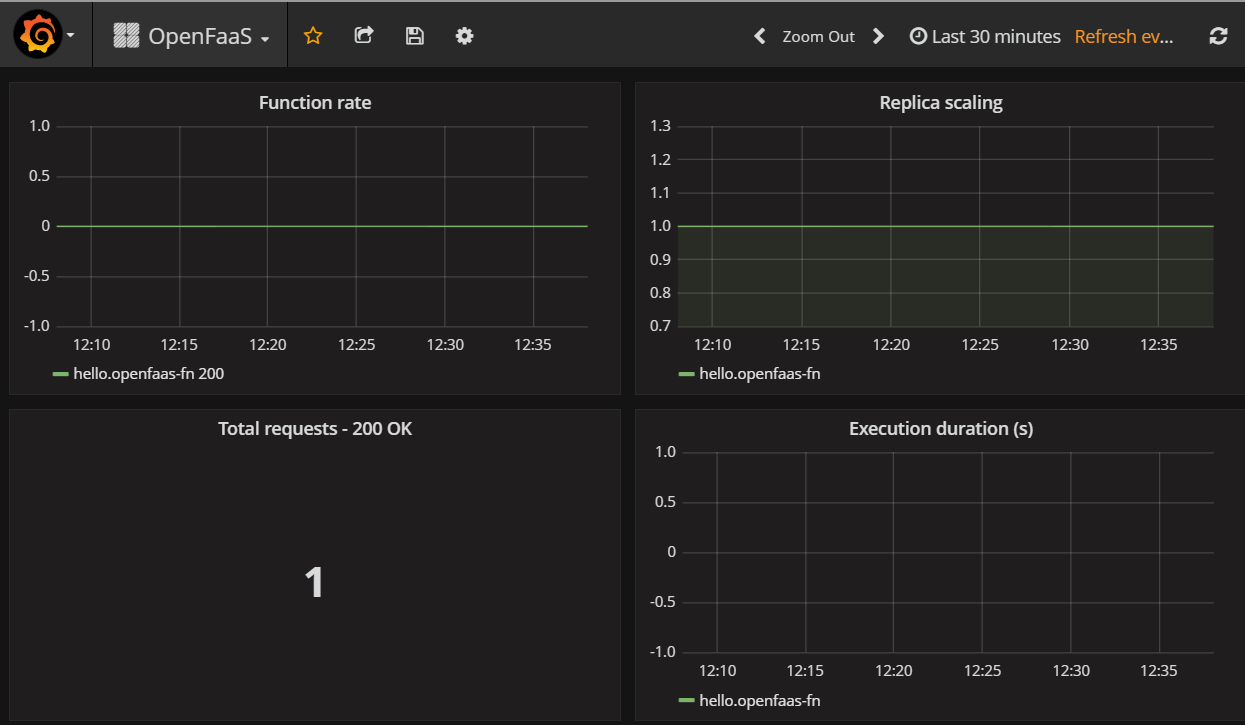 OpenFaaS
Zoom Out
Last 30 minutes
Refresh ev...
Function rate
1.0
0.5
0
-0.5
-1.0
12:10 12:15 12:20 12:25 12:30 12:35
hello.openfaas-fn 200
Replica scaling
1.3
1.2
1.1
1.0
0.9
0.8
0.7
12:10 12:15 12:20 12:25 12:30 12:35
hello.openfaas-fn
Total requests - 200 OK
1
Execution duration (s)
1.0
0.5
0
-0.5
-1.0
12:10 12:15 12:20 12:25 12:30 12:35
hello.openfaas-fn